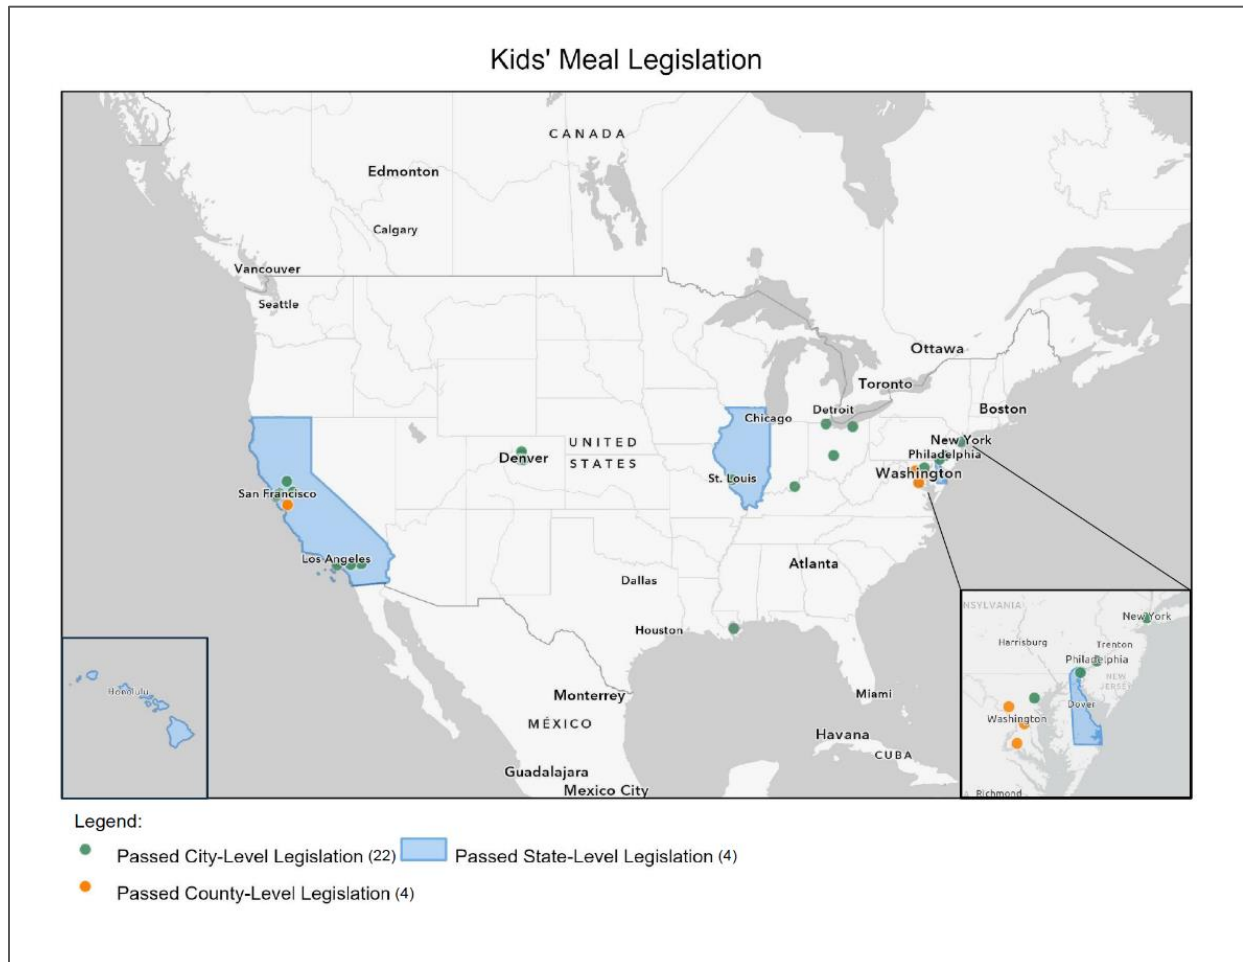 Kids' Meal Legislation
CANADA
Edmonton
Calgary
Vancouver
Seattle
Ottawa
Toronto
Boston
Detroit
Chicago
New York
Philadelphia
UNITED
STATES
Denver
Washington
St. Louis
San Francisco
Los Angeles
Atlanta
Dallas
Houston
Monterrey
Miami
MÉXICO
Havana
CUBA
Guadalajara
Mexico City
Honolulu
NSYLVANIA
New York
Harrisburg
Trenton
Philadelphia
NEW
JERSEY
Dover
Washington
Richmond
Legend:
Passed City-Level Legislation (22)
Passed State-Level Legislation (4)
Passed County-Level Legislation (4)